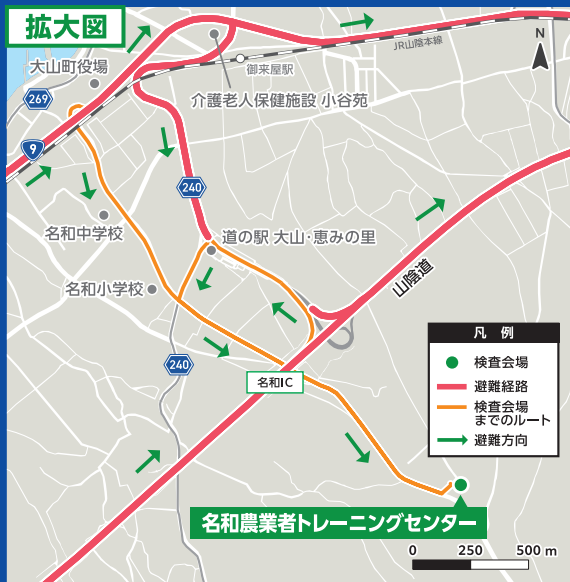 拡大図
N
JR山陰本線
大山町役場
御来屋駅
269
介護老人保健施設 小谷苑
9
240
名和中学校
道の駅 大山・恵みの里
名和小学校
山陰道
240
名和IC
凡 例
検査会場
避難経路
検査会場
までのルート
避難方向
名和農業者トレーニングセンター
0 250 500 m